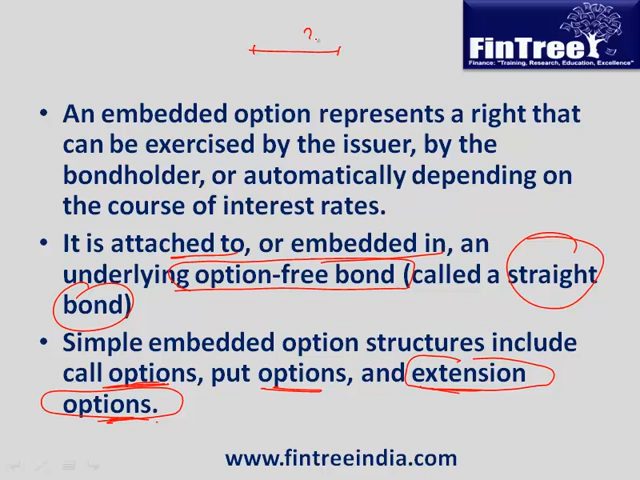 ?.
FinTree
Finance: "Training, Research, Education, Excellence"
• An embedded option represents a right that
can be exercised by the issuer, by the
bondholder, or automatically depending on
the course of interest rates.
• It is attached to, or embedded in, an
underlying option-free bond (called a straight
bond)
• Simple embedded option structures include
call options, put options, and extension
options.
www.fintreeindia.com